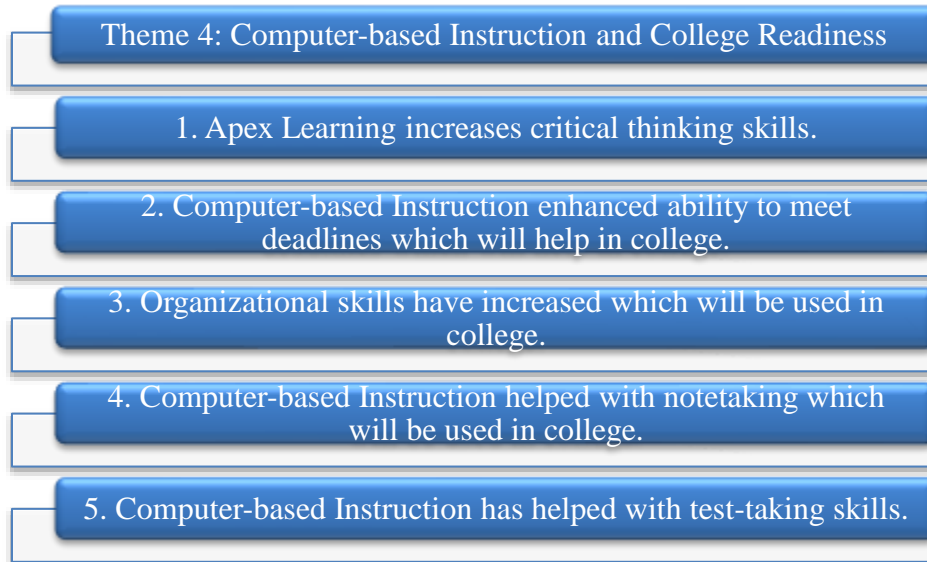 Theme 4: Computer-based Instruction and College Readiness
1. Apex Learning increases critical thinking skills.
2. Computer-based Instruction enhanced ability to meet
deadlines which will help in college.
3. Organizational skills have increased which will be used in
college.
4. Computer-based Instruction helped with notetaking which
will be used in college.
5. Computer-based Instruction has helped with test-taking skills.